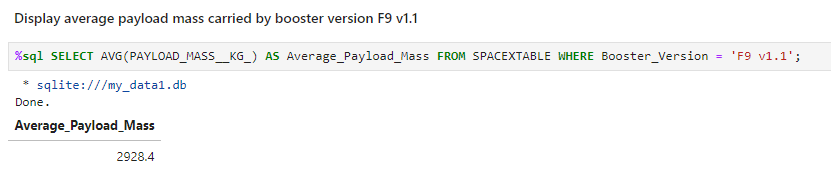 Display average payload mass carried by booster version F9 v1.1
%sql SELECT AVG(PAYLOAD_MASS__KG_) AS Average_Payload_Mass FROM SPACEXTABLE WHERE Booster_Version = 'F9 v1.1';
* sqlite:///my_data1.db
Done.
Average_Payload_Mass
2928.4